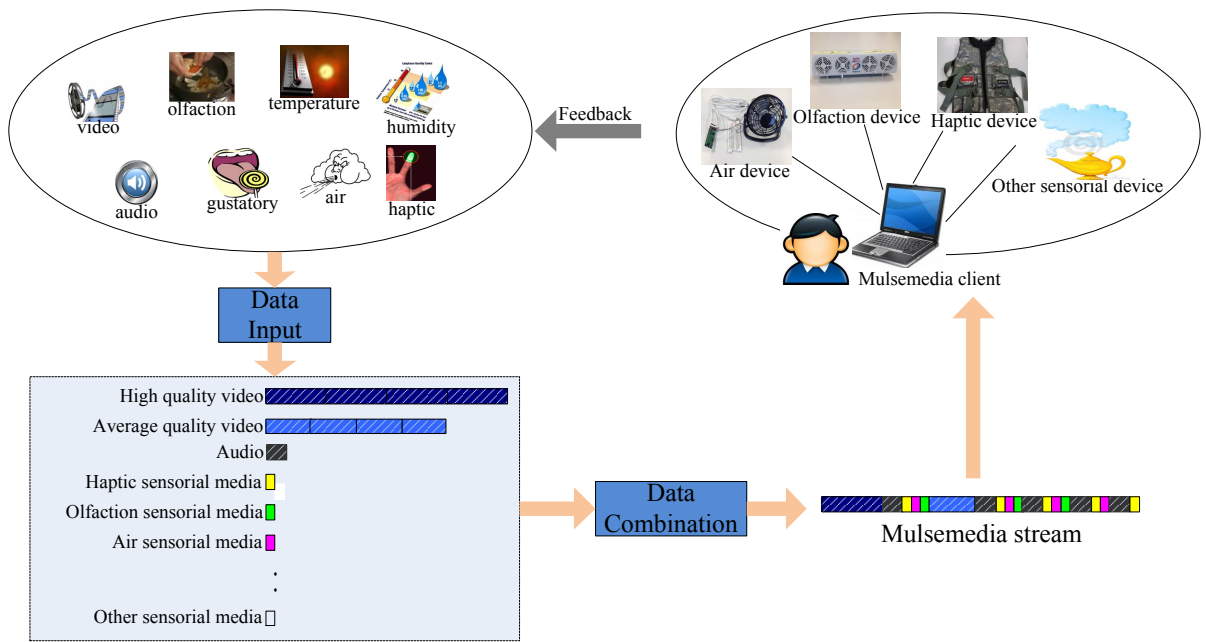 video
olfaction
temperature
humidity
audio
gustatory
air
haptic
Feedback
Air device
Olfaction device
Haptic device
Other sensorial device
Mulsemedia client
Data
Input
High quality video
Average quality video
Audio
Haptic sensorial media
Olfaction sensorial media
Air sensorial media
Other sensorial media
Data
Combination
Mulsemedia stream